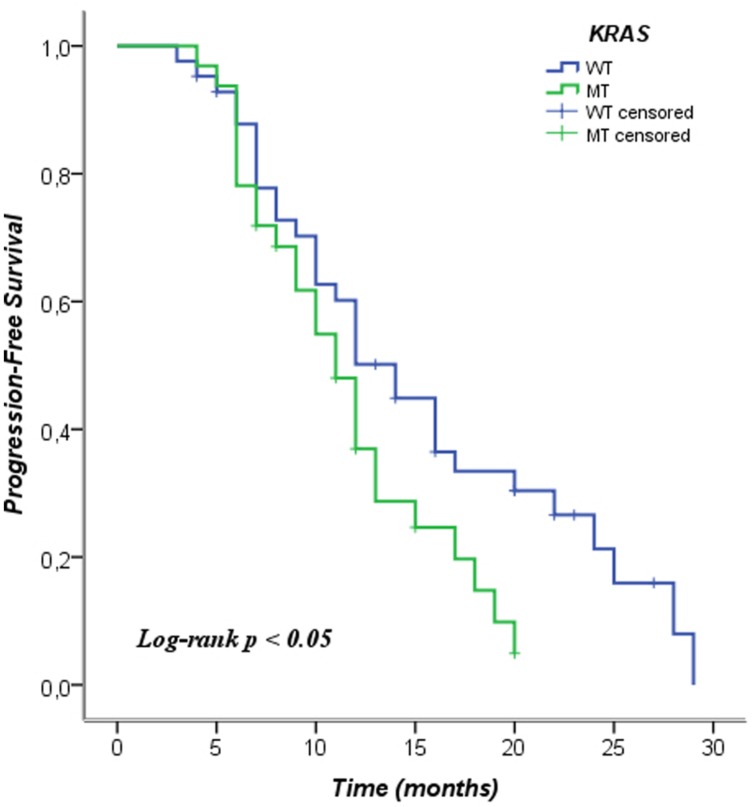 KRAS
WT
MT
WT censored
MT censored
1,0
0,8
0,6
0,4
0,2
0,0
Progression-Free Survival
Log-rank p < 0.05
0 5 10 15 20 25 30
Time (months)